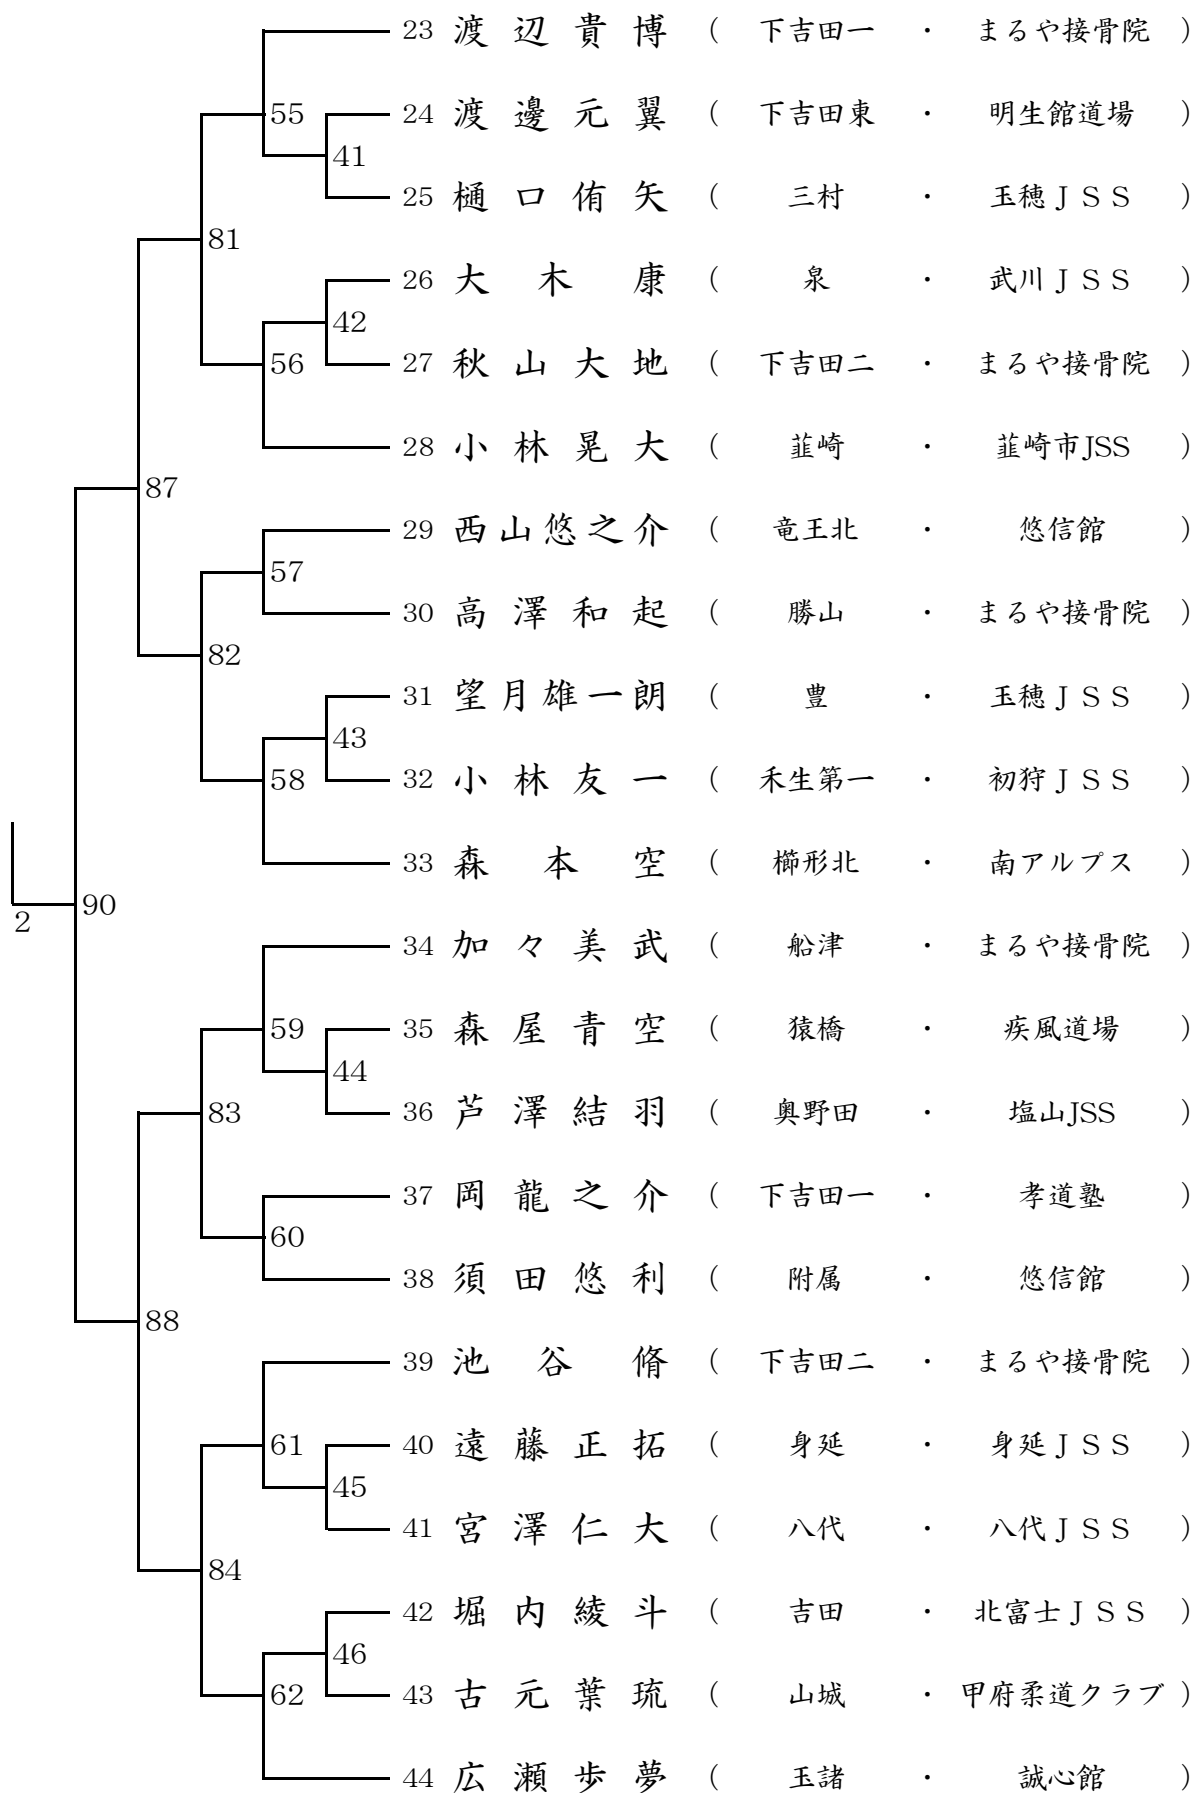 23 渡辺貴博 ( 下吉田一 ・ まるや接骨院 )
55
24 渡邊元翼 ( 下吉田東 ・ 明生館道場 )
41
25 樋口侑矢 ( 三村 ・ 玉穂JSS )
81
26 大木康 ( 泉 ・ 武川JSS )
42
56
27 秋山大地 ( 下吉田二 ・ まるや接骨院 )
28 小林晃大 ( 韮崎 ・ 韮崎市JSS )
87
29 西山悠之介 ( 竜王北 ・ 悠信館 )
57
30 高澤和起 ( 勝山 ・ まるや接骨院 )
82
31 望月雄一朗 ( 豊 ・ 玉穂JSS )
43
58
32 小林友一 ( 禾生第一 ・ 初狩JSS )
33 森本空 ( 櫛形北 ・ 南アルプス )
90
2
34 加々美武 ( 船津 ・ まるや接骨院 )
59
35 森屋青空 ( 猿橋 ・ 疾風道場 )
44
83
36 芦澤結羽 ( 奥野田 ・ 塩山JSS )
37 岡龍之介 ( 下吉田一 ・ 孝道塾 )
60
38 須田悠利 ( 附属 ・ 悠信館 )
88
39 池谷脩 ( 下吉田二 ・ まるや接骨院 )
61
40 遠藤正拓 ( 身延 ・ 身延JSS )
45
41 宮澤仁大 ( 八代 ・ 八代JSS )
84
42 堀内綾斗 ( 吉田 ・ 北富士JSS )
46
62
43 古元葉琉 ( 山城 ・ 甲府柔道クラブ )
44 広瀬歩夢 ( 玉諸 ・ 誠心館 )